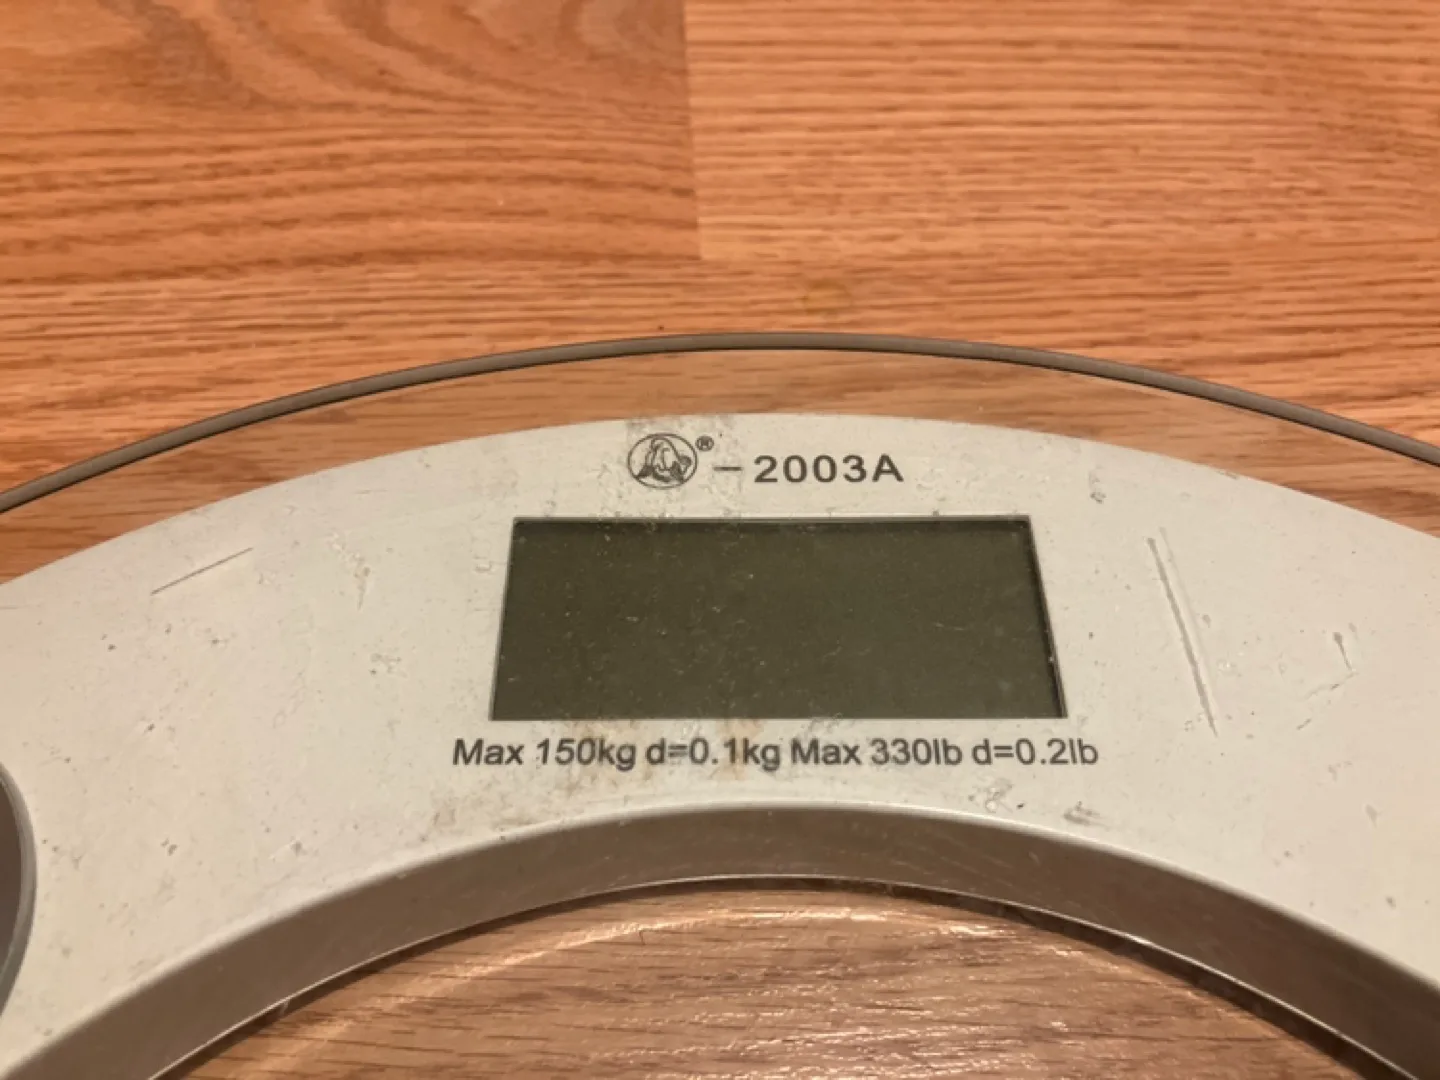 ® –2003A
Max 150kg d=0.1kg Max 330lb d=0.2lb